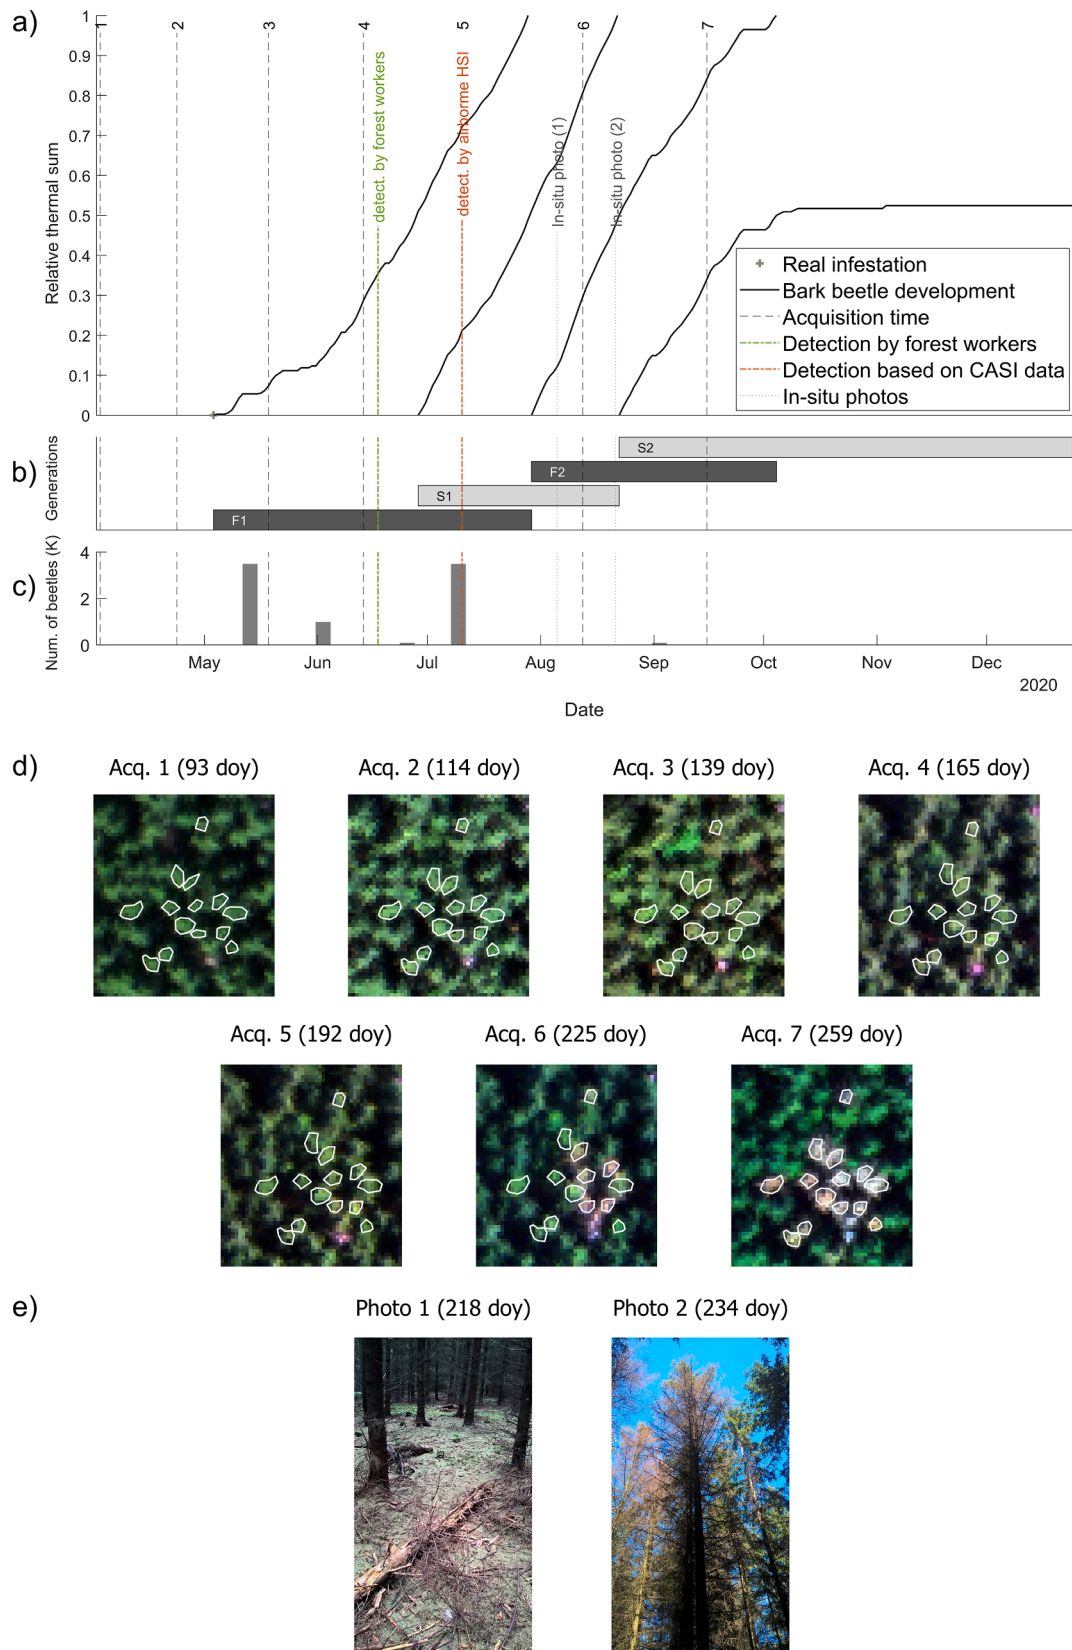 a)
1
2
3
4
5
6
7
1
0.9
0.8
0.7
0.6
0.5
0.4
0.3
0.2
0.1
0
Relative thermal sum
detect. by forest workers
detect. by airborme HSI
In-situ photo (1)
In-situ photo (2)
Real infestation
Bark beetle development
Acquisition time
Detection by forest workers
Detection based on CASI data
In-situ photos
b)
Generations
S2
F2
S1
F1
c)
Num. of beetles (K)
4
2
0
May Jun Jul Aug Sep Oct Nov Dec
2020
Date
d)
Acq. 1 (93 doy) Acq. 2 (114 doy) Acq. 3 (139 doy) Acq. 4 (165 doy)
Acq. 5 (192 doy) Acq. 6 (225 doy) Acq. 7 (259 doy)
e)
Photo 1 (218 doy) Photo 2 (234 doy)